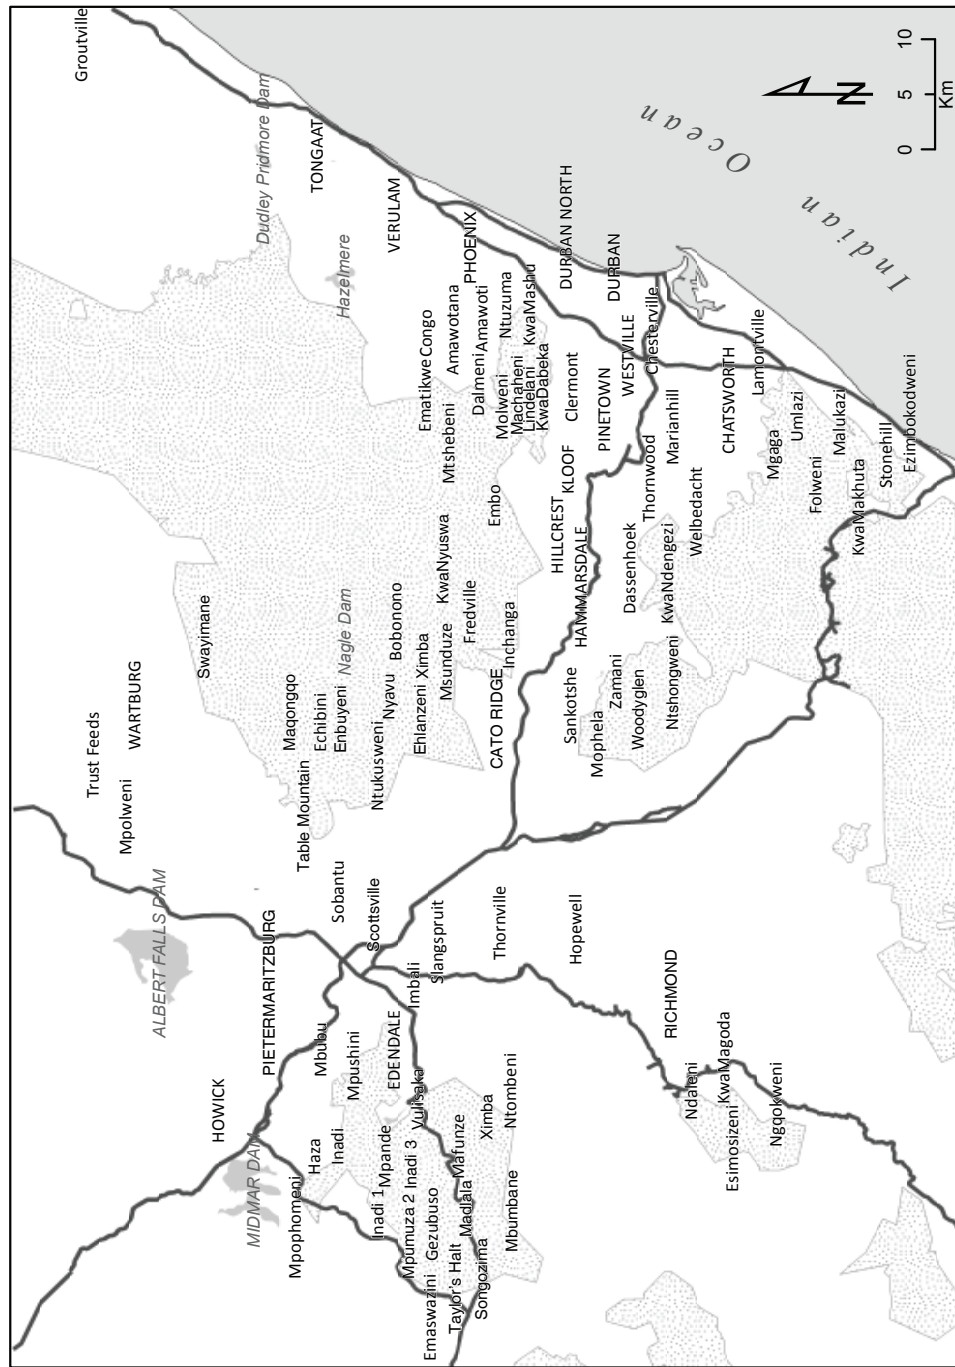 Groutville
Trust Feeds
Mpolweni
WARTBURG
ALBERT FALLS DAM
Swayimane
HOWICK
MIDMAR DAM
Dudley Pridmore Dam
PIETERMARITZBURG
Mpophomeni
Maqongqo
Table Mountain
TONGAAT
Haza
Mbubu
Echibini
Inadi
Sobantu
Enbuyeni
Nagle Dam
Hazelmere
Mpushini
Scottsville
Inadi 1
Ntukusweni
Mpande
Nyavu
EDENDALE
Bobonono
VERULAM
Mpumuza 2
Inadi 3
Imbali
Vulisaka
Ehlanzeni
Ximba
Ematikwe
Congo
Emaswazini
Gezubuso
Slangspruit
Msunduze
KwaNyuswa
Mtshebeni
Amawotana
Taylor's Halt
Mafunze
Madlala
Fredville
PHOENIX
Songozima
Ximba
Dalmeni
Amawoti
CATO RIDGE
Embo
Thornville
Mbumbane
Ntombeni
Inchanga
Molweni
Ntuzuma
Machaheni
Lindelani
KwaMashu
KwaDabeka
HILLCREST
KLOOF
Clermont
DURBAN NORTH
Hopewell
Sankotshe
HAMMARSDALE
Mophela
PINETOWN
Zamani
DURBAN
WESTVILLE
Dassenhoek
Woodyglen
Thornwood
Chesterville
RICHMOND
Ntshongweni
KwaNdengezi
Marianhill
Ndaleni
Welbedacht
KwaMagoda
Esimosizeni
CHATSWORTH
Lamontville
Ngqokweni
Mgaga
Umlazi
Folweni
Malukazi
KwaMakhuta
Stonehill
Ezimbokodweni
Indian Ocean
N
0 5 10
Km